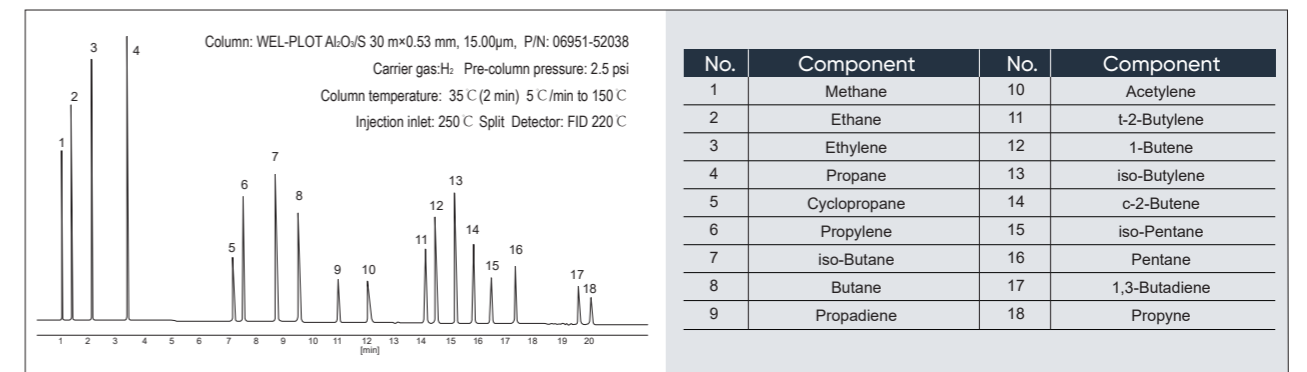 Column: WEL-PLOT Al₂O₃/S 30 m×0.53 mm, 15.00μm, P/N: 06951-52038
Carrier gas:H₂ Pre-column pressure: 2.5 psi
Column temperature: 35℃(2 min) 5℃/min to 150℃
Injection inlet: 250℃ Split Detector: FID 220℃
1
2
3
4
5
6
7
8
9
10
11
12
13
14
15
16
17
18
1 2 3 4 5 6 7 8 9 10 11 12 13 14 15 16 17 18 19 20
[min]
No. Component No. Component
1 Methane 10 Acetylene
2 Ethane 11 t-2-Butylene
3 Ethylene 12 1-Butene
4 Propane 13 iso-Butylene
5 Cyclopropane 14 c-2-Butene
6 Propylene 15 iso-Pentane
7 iso-Butane 16 Pentane
8 Butane 17 1,3-Butadiene
9 Propadiene 18 Propyne